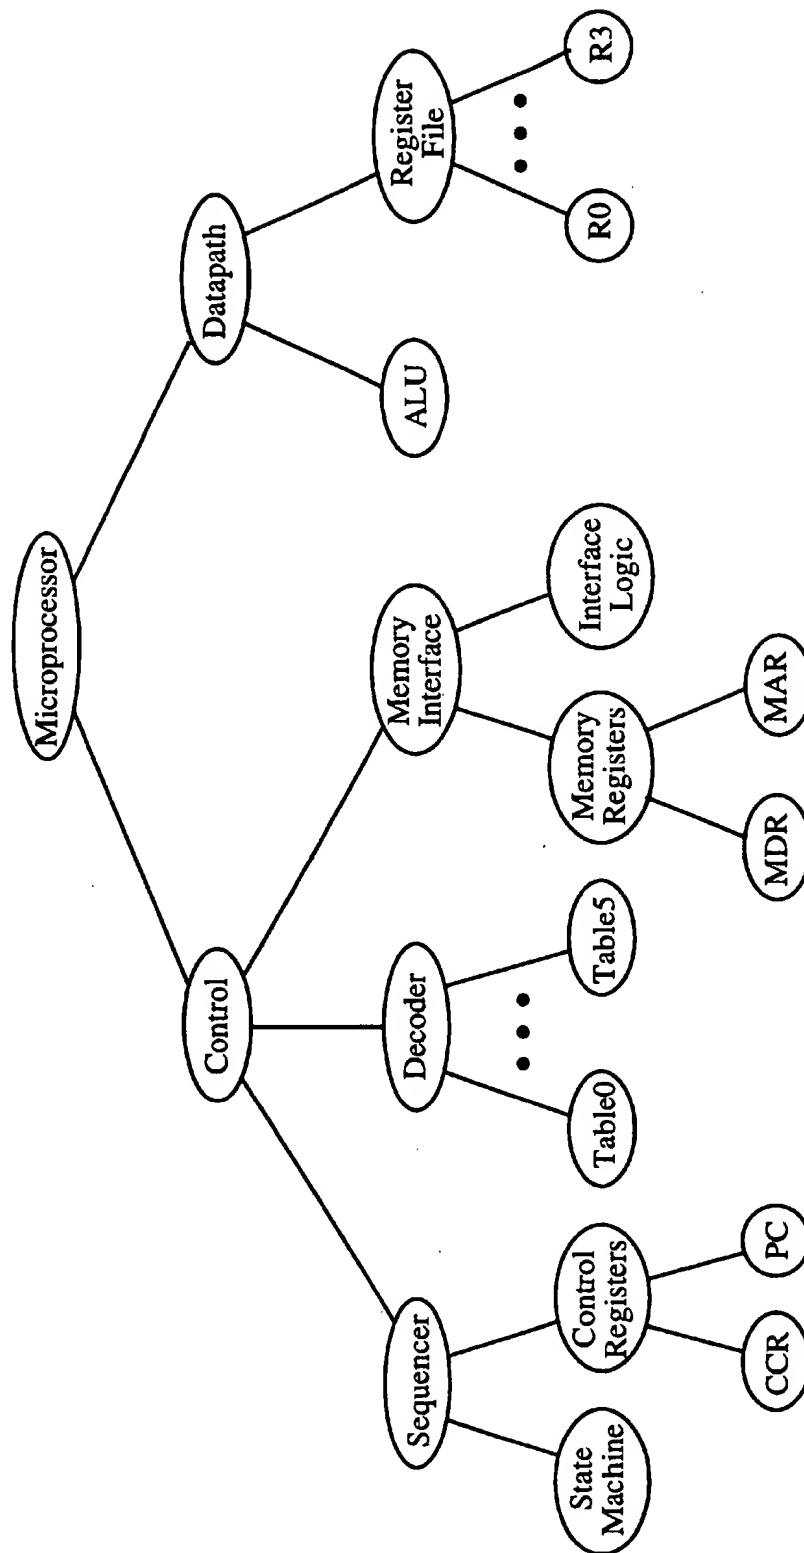 Microprocessor
Control
Datapath
Sequencer
Decoder
Memory
Interface
ALU
Register
File
State
Machine
Control
Registers
Table0
Table5
Memory
Registers
Interface
Logic
R0
R3
CCR
PC
MDR
MAR